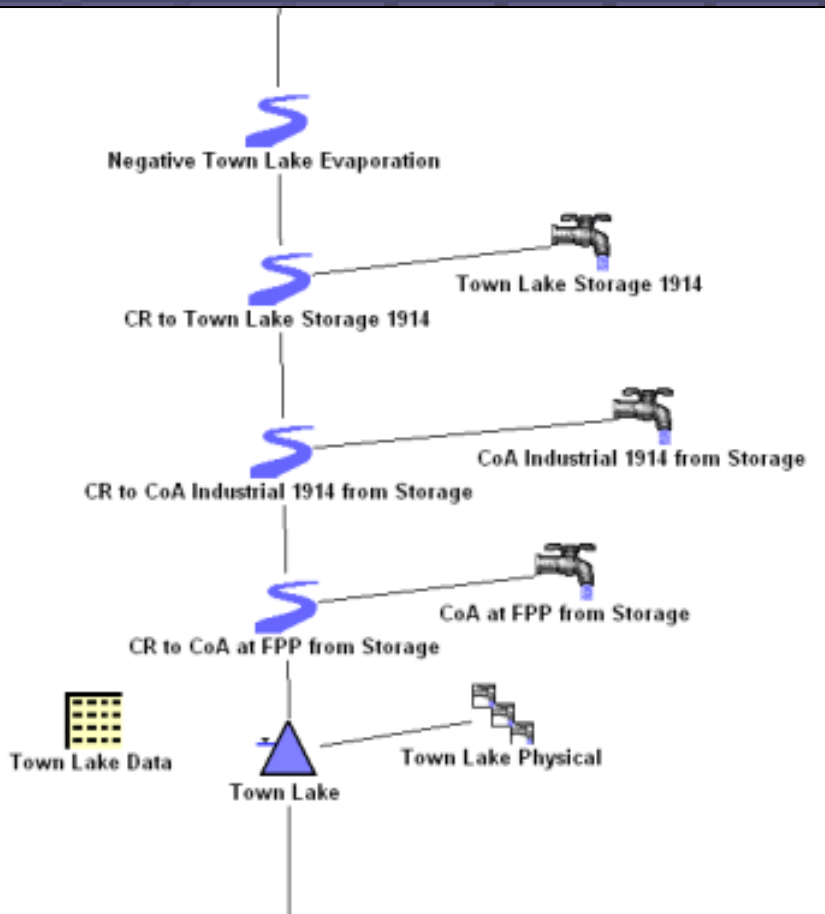 Negative Town Lake Evaporation
Town Lake Storage 1914
CR to Town Lake Storage 1914
CoA Industrial 1914 from Storage
CR to CoA Industrial 1914 from Storage
CoA at FPP from Storage
CR to CoA at FPP from Storage
Town Lake Data
Town Lake Physical
Town Lake